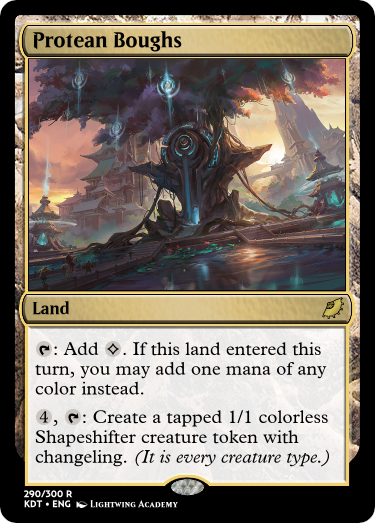 Protean Boughs
Land
{T}: Add {C}. If this land entered this
turn, you may add one mana of any
color instead.
{4}, {T}: Create a tapped 1/1 colorless
Shapeshifter creature token with
changeling. (It is every creature type.)
290/300 R
KDT • ENG Lightwing Academy